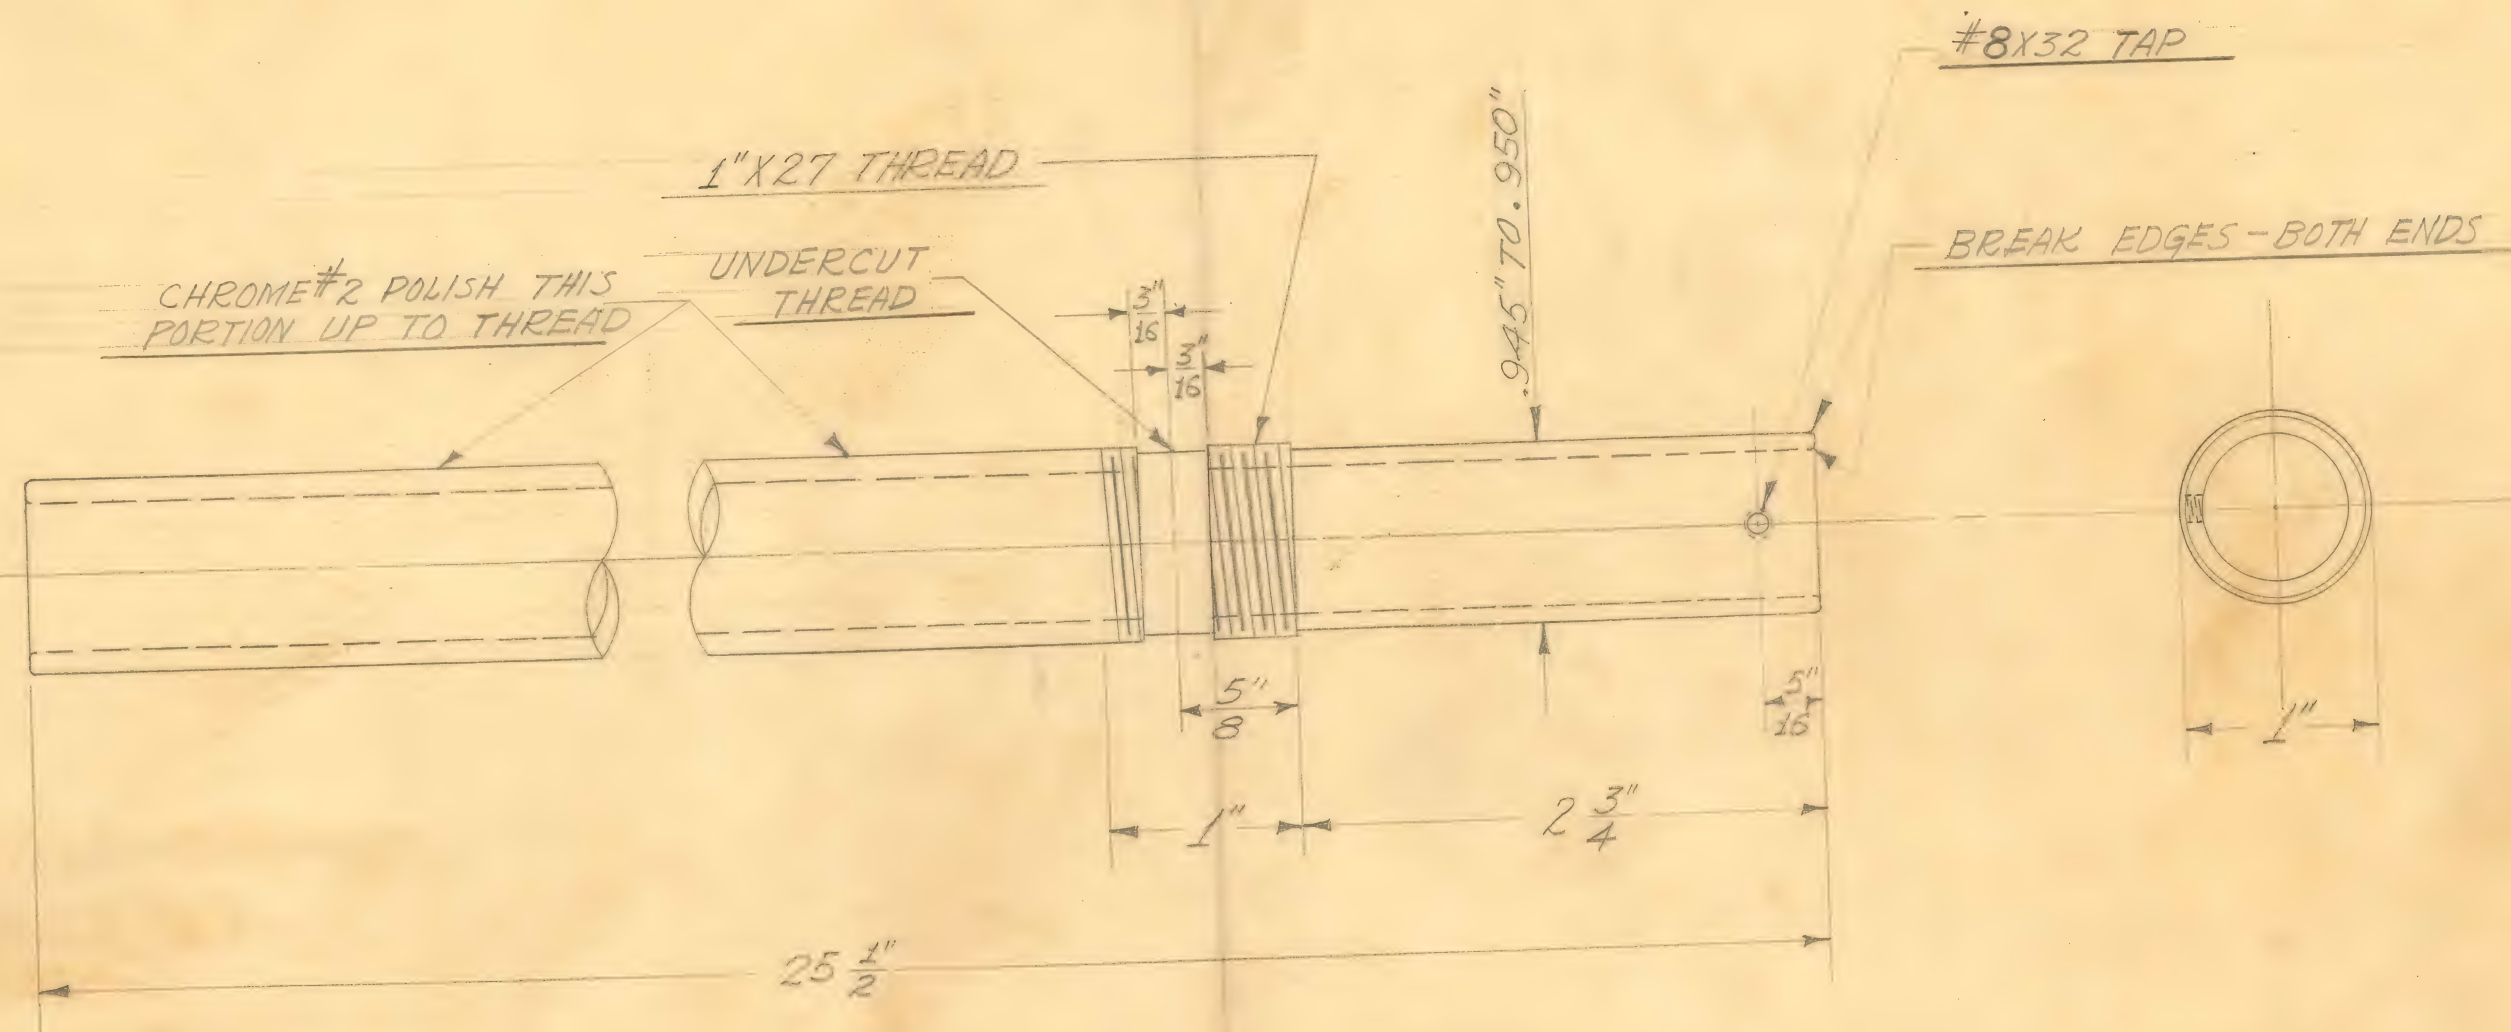 #8X32 TAP
1"X27 THREAD
.945" TO .950"
BREAK EDGES-BOTH ENDS
UNDERCUT
THREAD
CHROME #2 POLISH THIS
PORTION UP TO THREAD
3"
16
3"
16
5"
8
5"
16
1"
1"
2 3"
4
25 1"
2